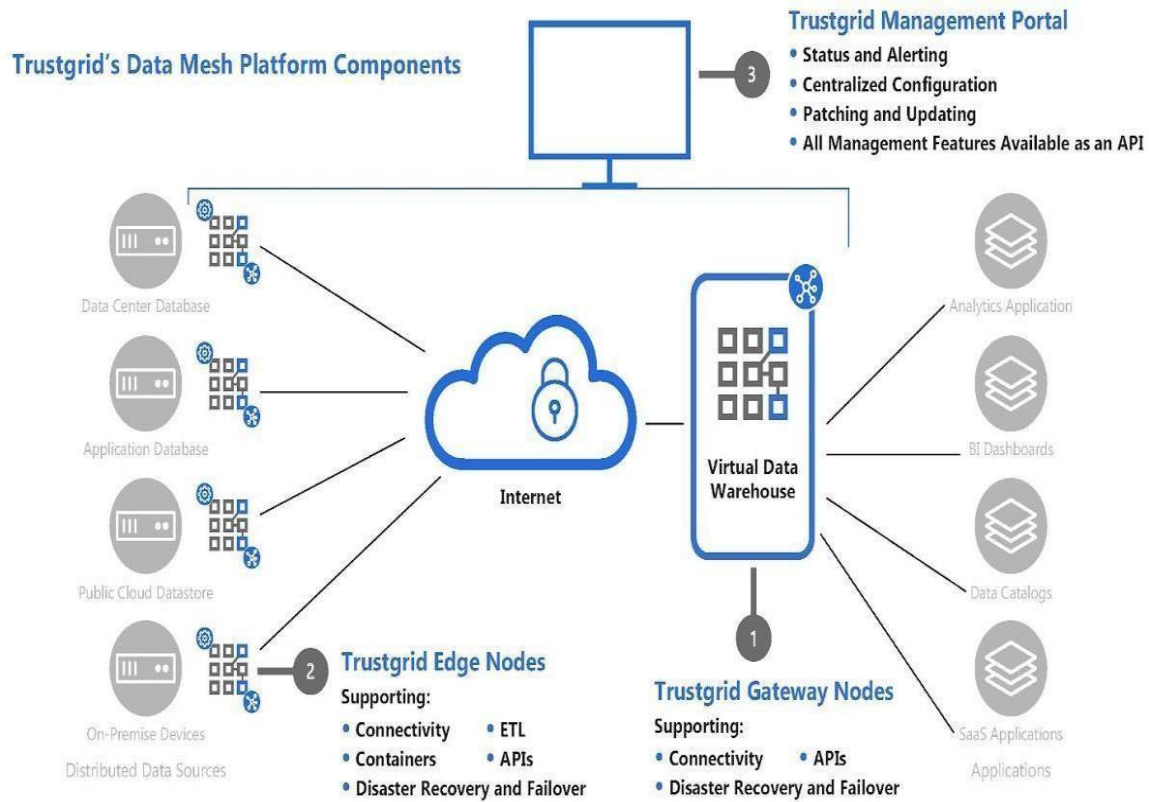 Trustgrid's Data Mesh Platform Components
Trustgrid Management Portal
• Status and Alerting
• Centralized Configuration
• Patching and Updating
• All Management Features Available as an API
3
Data Center Database
Application Database
Public Cloud Datastore
On-Premise Devices
Distributed Data Sources
Internet
Virtual Data
Warehouse
Analytics Application
BI Dashboards
Data Catalogs
SaaS Applications
Applications
2
Trustgrid Edge Nodes
Supporting:
• Connectivity • ETL
• Containers • APIs
• Disaster Recovery and Failover
1
Trustgrid Gateway Nodes
Supporting:
• Connectivity • APIs
• Disaster Recovery and Failover